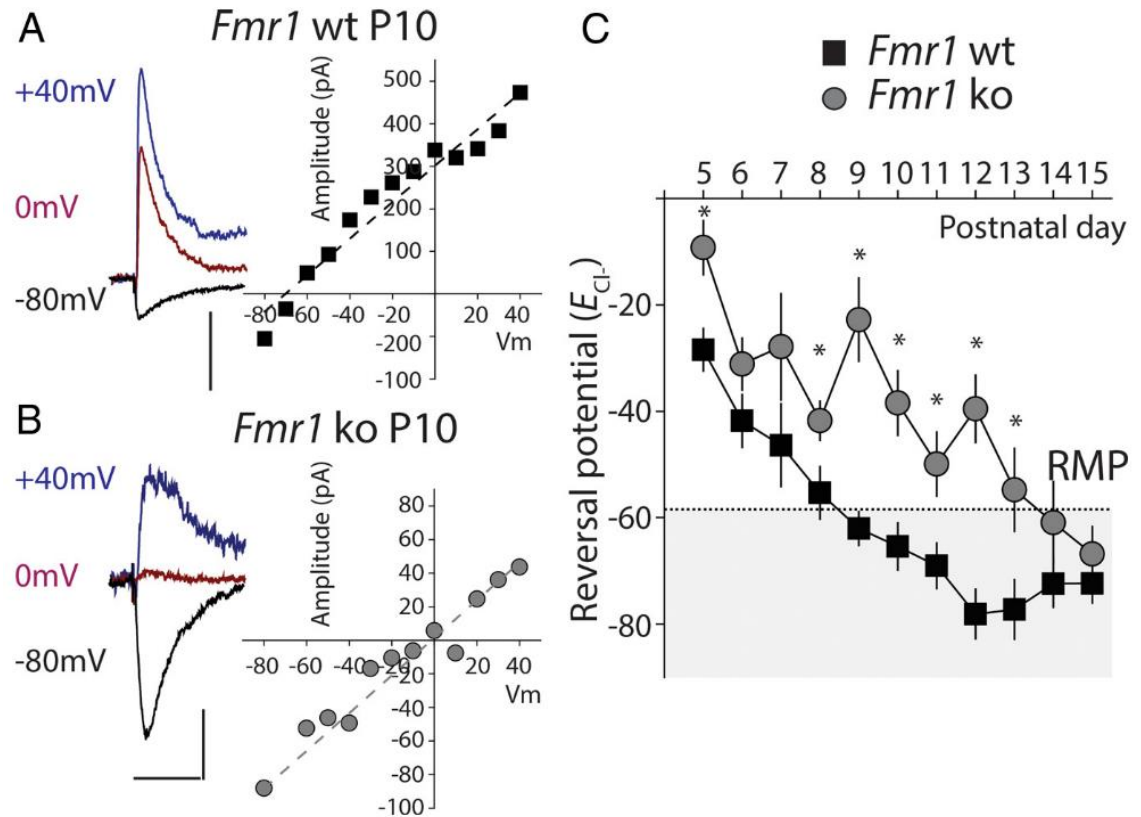 A
Fmr1 wt P10
+40mV
0mV
-80mV
Amplitude (pA)
500
400
300
200
100
-80 -60 -40 -20 20 40
Vm
-200
-100
B
Fmr1 ko P10
+40mV
0mV
-80mV
Amplitude (pA)
80
60
40
20
-80 -60 -40 -20 20 40
Vm
-20
-40
-60
-80
-100
C
Fmr1 wt
Fmr1 ko
5 6 7 8 9 10 11 12 13 14 15
Postnatal day
Reversal potential (ECl-)
-20
-40
-60
-80
* * * * * * *
RMP